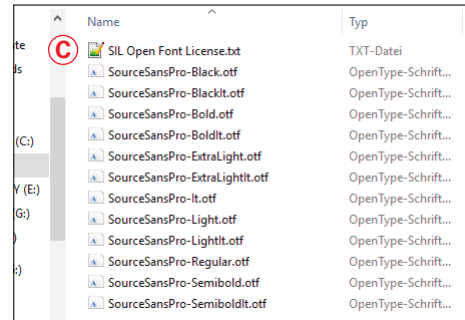 Name Typ
ite C SIL Open Font License.txt TXT-Datei
ds SourceSansPro-Black.otf OpenType-Schrift...
SourceSansPro-BlackIt.otf OpenType-Schrift...
SourceSansPro-Bold.otf OpenType-Schrift...
SourceSansPro-BoldIt.otf OpenType-Schrift...
(C:) SourceSansPro-ExtraLight.otf OpenType-Schrift...
SourceSansPro-ExtraLightIt.otf OpenType-Schrift...
Y (E:) SourceSansPro-It.otf OpenType-Schrift...
(G:) SourceSansPro-Light.otf OpenType-Schrift...
) SourceSansPro-LightIt.otf OpenType-Schrift...
:) SourceSansPro-Regular.otf OpenType-Schrift...
SourceSansPro-Semibold.otf OpenType-Schrift...
SourceSansPro-SemiboldIt.otf OpenType-Schrift...